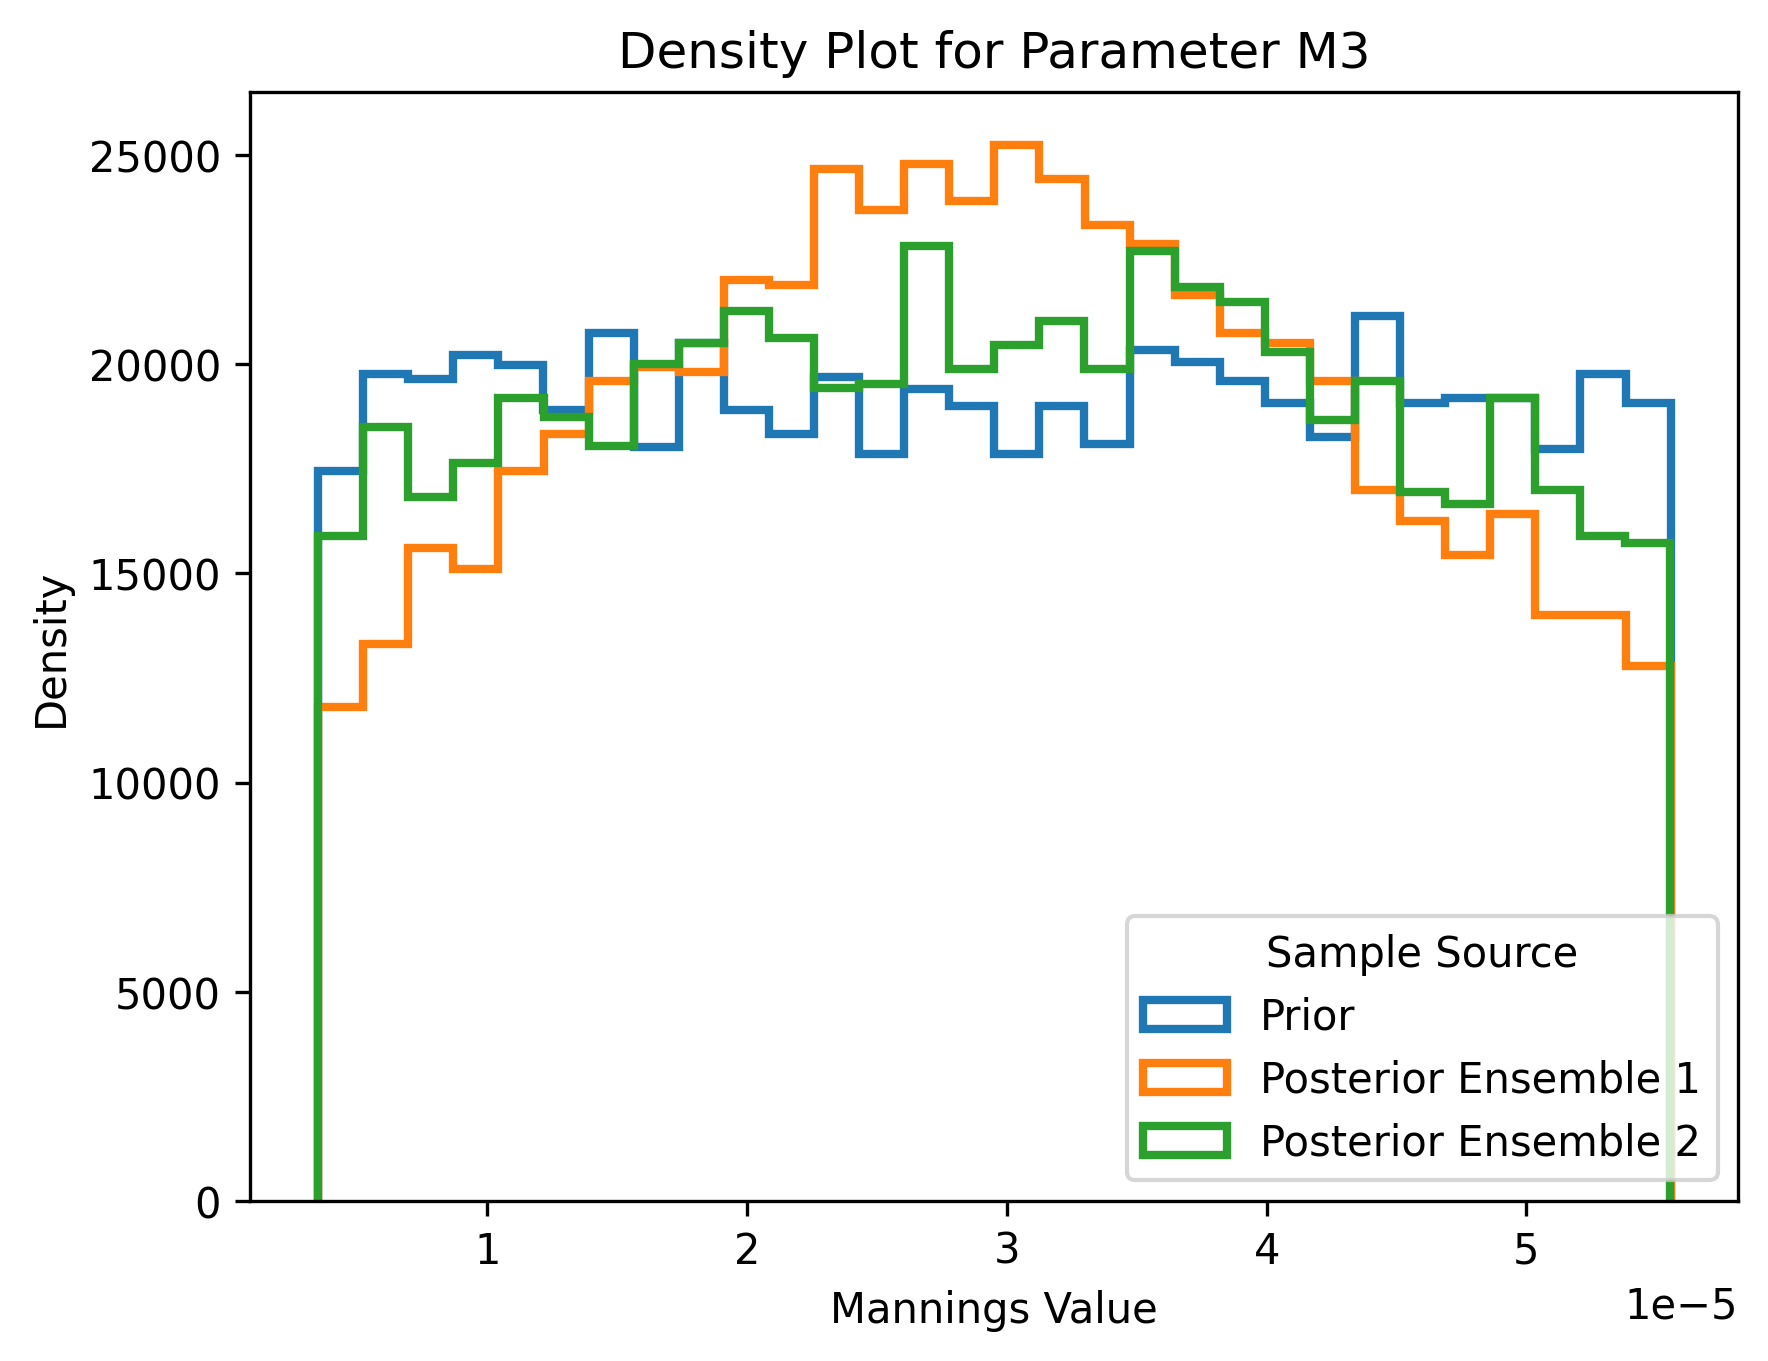 Density Plot for Parameter M3
25000
20000
15000
10000
5000
0
Density
1 2 3 4 5
1e−5
Mannings Value
Sample Source
Prior
Posterior Ensemble 1
Posterior Ensemble 2